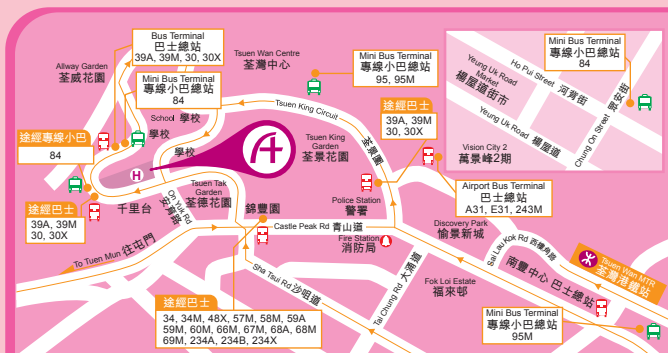 Bus Terminal
巴士總站
39A, 39M, 30, 30X
Allway Garden
荃威花園
Mini Bus Terminal
專線小巴總站
84
School 學校
學校
途經專線小巴
84
H
途經巴士
39A, 39M
30, 30X
千里台
On Yuk Rd
安育路
Tsuen Tak
Garden
荃德花園
錦豐園
To Tuen Mun 往屯門
Castle Peak Rd 青山道
途經巴士
34, 34M, 48X, 57M, 58M, 59A
59M, 60M, 66M, 67M, 68A, 68M
69M, 234A, 234B, 234X
Sha Tsui Rd 沙咀道
Tsuen Wan Centre
荃灣中心
Mini Bus Terminal
專線小巴總站
95, 95M
Tsuen King Circuit
荃景圍
Tsuen King
Garden
荃景花園
途經巴士
39A, 39M
30, 30X
Police Station
警署
Fire Station
消防局
Tai Chung Rd 大涌道
Fok Loi Estate
福來邨
Airport Bus Terminal
巴士總站
A31, E31, 243M
Discovery Park
愉景新城
Sai Lau Kok Rd 西樓角路
Tsuen Wan MTR
荃灣港鐵站
南豐中心 巴士總站
Mini Bus Terminal
專線小巴總站
95M
Yeung Uk Road
Market
楊屋道街市
Ho Pui Street 河背街
Mini Bus Terminal
專線小巴總站
84
Yeung Uk Road 楊屋道
Chung On Street 眾安街
Vision City 2
萬景峰2期